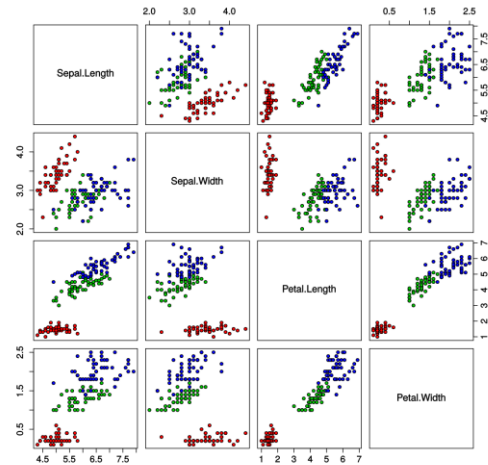 2.0 3.0 4.0 0.5 1.5 2.5
Sepal.Length
4.5 5.5 6.5 7.5
2.0 3.0 4.0
Sepal.Width
Petal.Length
1 2 3 4 5 6 7
0.5 1.5 2.5
Petal.Width
4.5 5.5 6.5 7.5 1 2 3 4 5 6 7